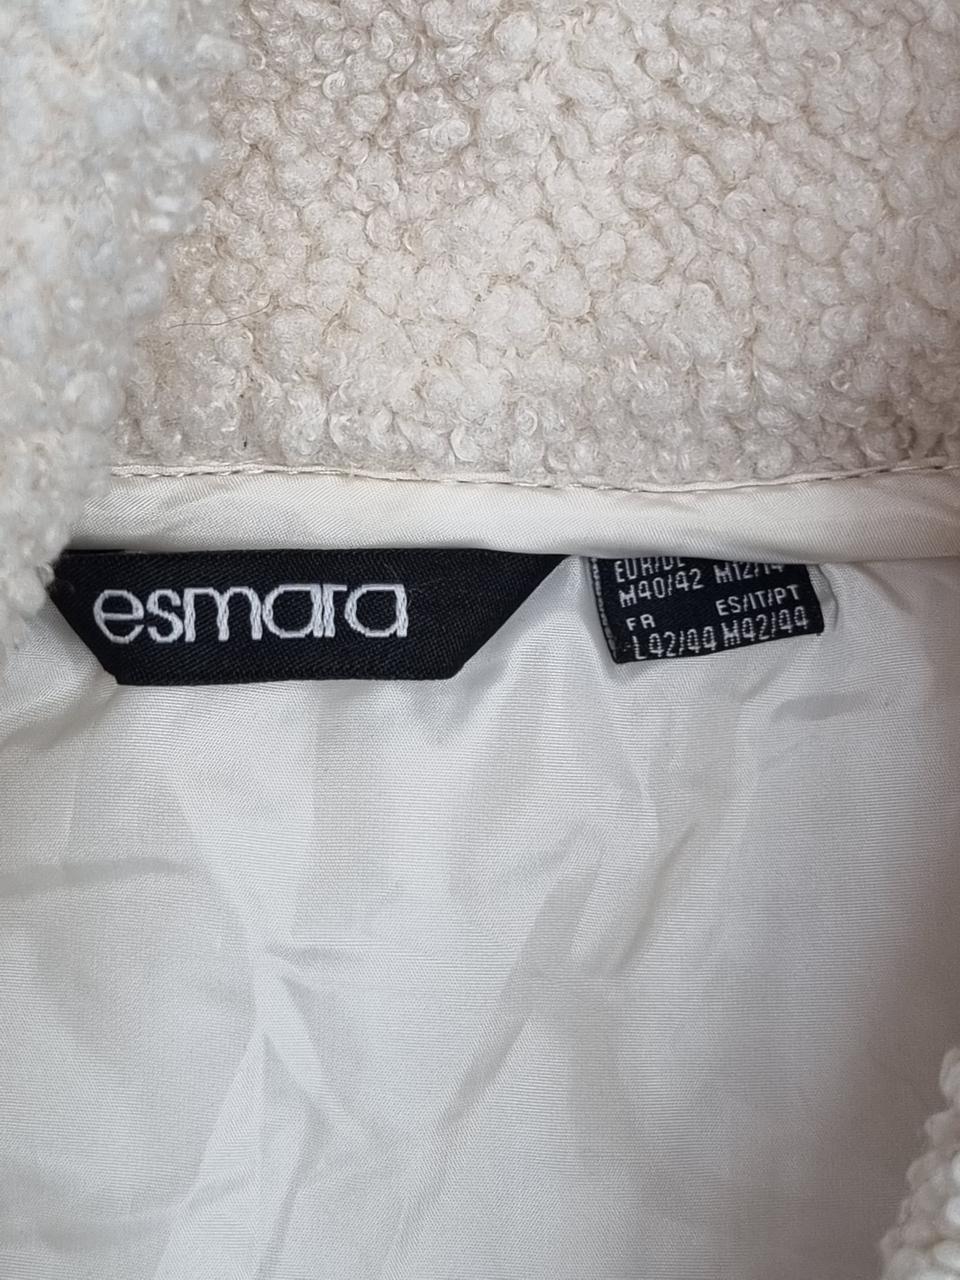 esmara
EUR/DE
M40/42 M12/14
FR ES/IT/PT
L42/44 M42/44